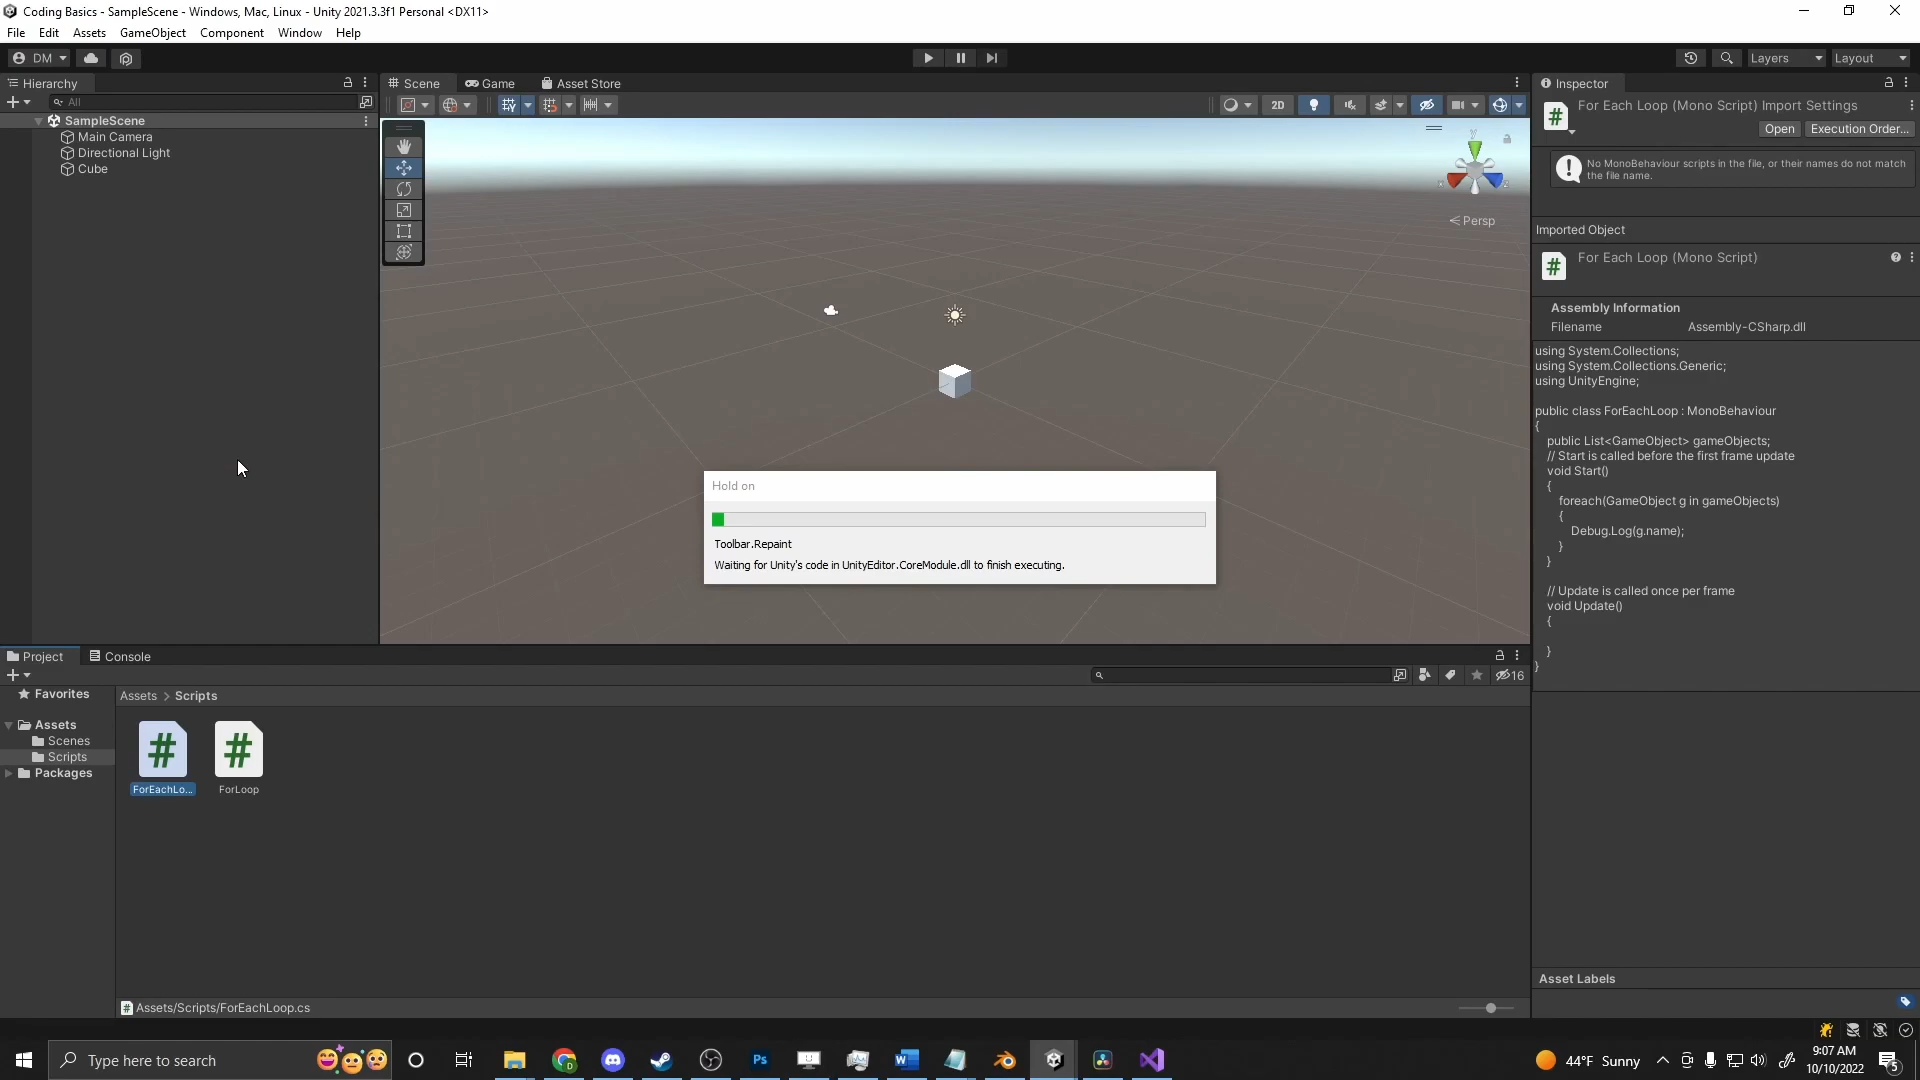 Coding Basics - SampleScene - Windows, Mac, Linux - Unity 2021.3.3f1 Personal <DX11>
File Edit Assets GameObject Component Window Help
DM
Layers
Layout
Hierarchy
All
SampleScene
Main Camera
Directional Light
Cube
Scene
Game
Asset Store
2D
y
x
z
Persp
Hold on
Toolbar.Repaint
Waiting for Unity's code in UnityEditor.CoreModule.dll to finish executing.
Inspector
For Each Loop (Mono Script) Import Settings
Open
Execution Order...
No MonoBehaviour scripts in the file, or their names do not match
the file name.
Imported Object
For Each Loop (Mono Script)
Assembly Information
Filename Assembly-CSharp.dll
using System.Collections;
using System.Collections.Generic;
using UnityEngine;
public class ForEachLoop : MonoBehaviour
{
public List<GameObject> gameObjects;
// Start is called before the first frame update
void Start()
{
foreach(GameObject g in gameObjects)
{
Debug.Log(g.name);
}
}
// Update is called once per frame
void Update()
{
}
}
Asset Labels
Project
Console
16
Favorites
Assets
Scenes
Scripts
Packages
Assets > Scripts
#
ForEachLo...
#
ForLoop
Assets/Scripts/ForEachLoop.cs
Type here to search
D
Ps
W
44°F Sunny
9:07 AM
10/10/2022
5